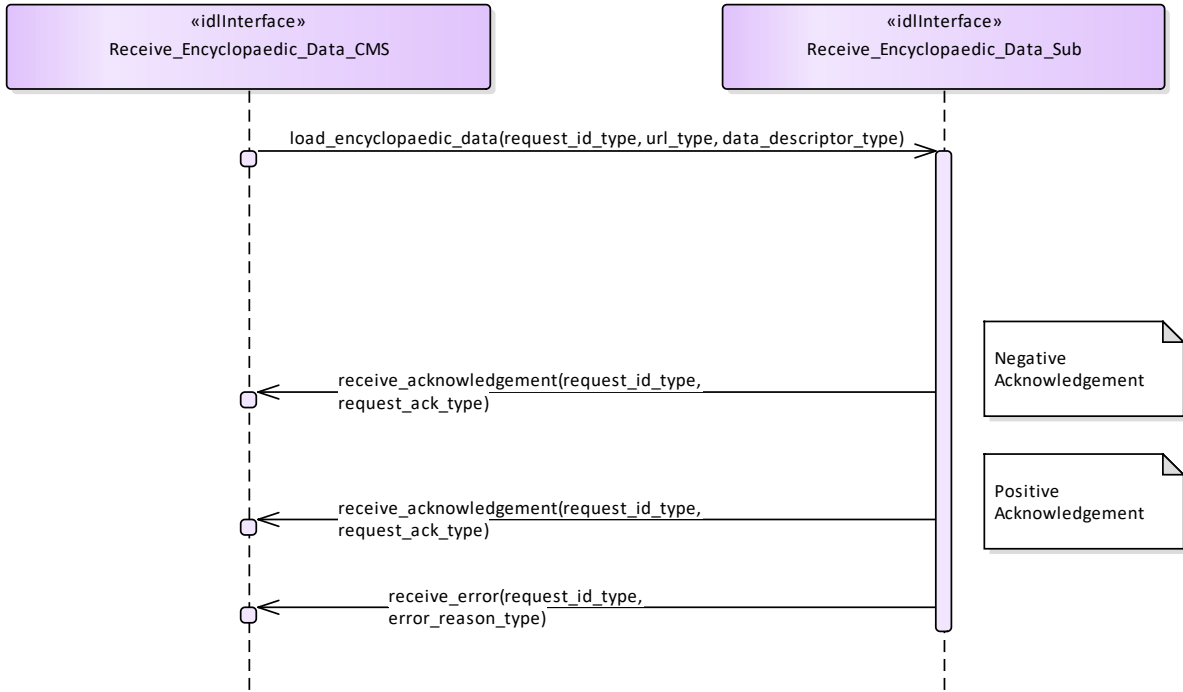 «idlInterface»
Receive_Encyclopaedic_Data_CMS
«idlInterface»
Receive_Encyclopaedic_Data_Sub
load_encyclopaedic_data(request_id_type, url_type, data_descriptor_type)
receive_acknowledgement(request_id_type,
request_ack_type)
Negative
Acknowledgement
receive_acknowledgement(request_id_type,
request_ack_type)
Positive
Acknowledgement
receive_error(request_id_type,
error_reason_type)